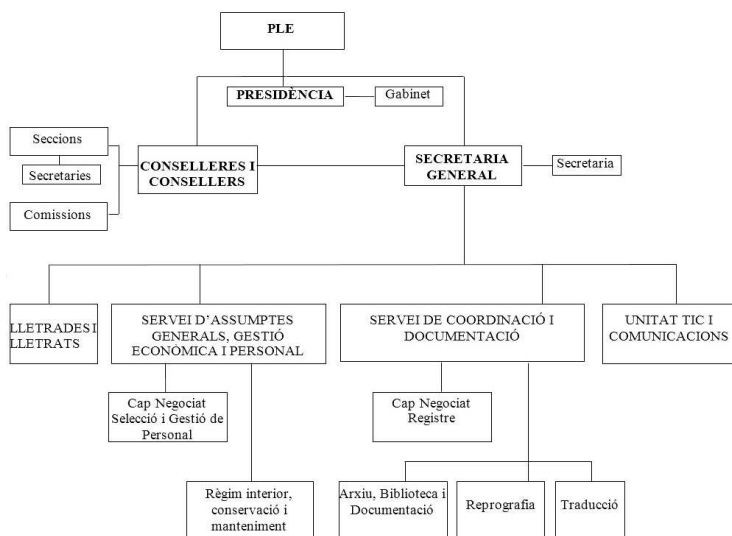 PLE
PRESIDÈNCIA
Gabinet
Seccions
Secretaries
Comissions
CONSELLERES I
CONSELLERS
SECRETARIA
GENERAL
Secretaria
LLETRADES I
LLETRATS
SERVEI D’ASSUMPTES
GENERALS, GESTIÓ
ECONÒMICA I PERSONAL
SERVEI DE COORDINACIÓ I
DOCUMENTACIÓ
UNITAT TIC I
COMUNICACIONS
Cap Negociat
Selecció i Gestió de
Personal
Cap Negociat
Registre
Règim interior,
conservació i
manteniment
Arxiu, Biblioteca i
Documentació
Reprografia
Traducció